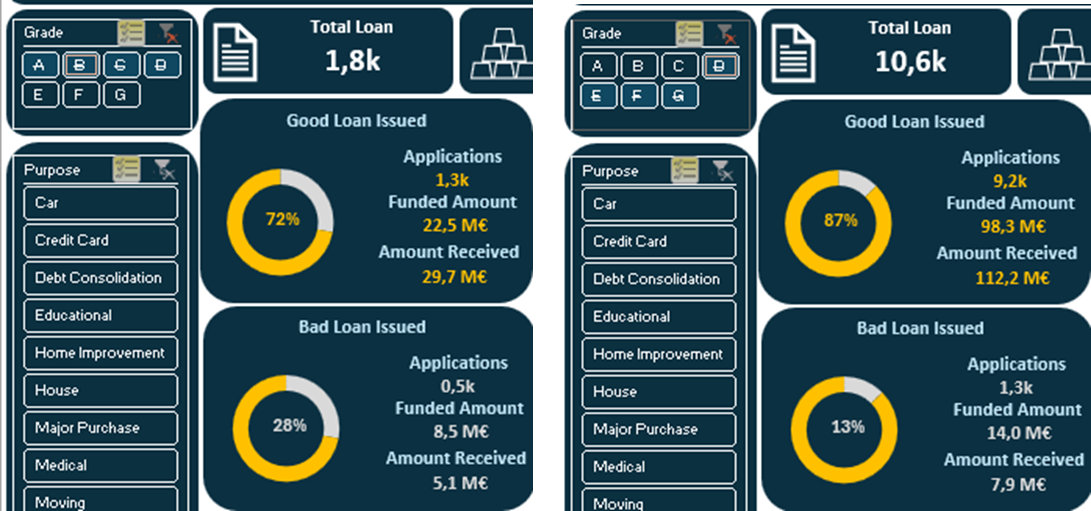 Grade
A B C D
E F G
Total Loan
1,8k
Purpose
Car
Credit Card
Debt Consolidation
Educational
Home Improvement
House
Major Purchase
Medical
Moving
Good Loan Issued
72%
Applications
1,3k
Funded Amount
22,5 M€
Amount Received
29,7 M€
Bad Loan Issued
28%
Applications
0,5k
Funded Amount
8,5 M€
Amount Received
5,1 M€
Grade
A B C D
E F G
Total Loan
10,6k
Purpose
Car
Credit Card
Debt Consolidation
Educational
Home Improvement
House
Major Purchase
Medical
Moving
Good Loan Issued
87%
Applications
9,2k
Funded Amount
98,3 M€
Amount Received
112,2 M€
Bad Loan Issued
13%
Applications
1,3k
Funded Amount
14,0 M€
Amount Received
7,9 M€